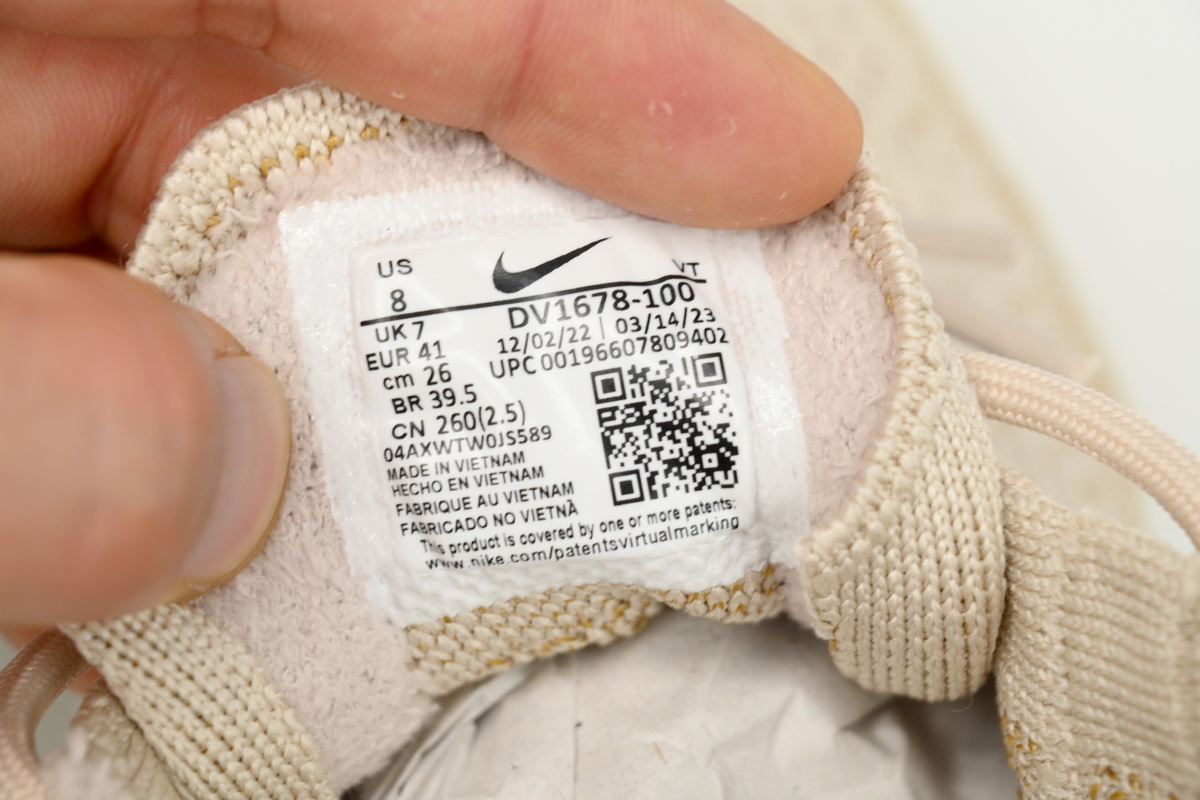 US
8
VT
UK 7
EUR 41
cm 26
BR 39.5
CN 260(2.5)
DV1678-100
12/02/22 | 03/14/23
UPC 00196607809402
04AXWTW0JS589
MADE IN VIETNAM
HECHO EN VIETNAM
FABRIQUE AU VIETNAM
FABRICADO NO VIETNÃ
This product is covered by one or more patents:
www.nike.com/patentsvirtualmarking